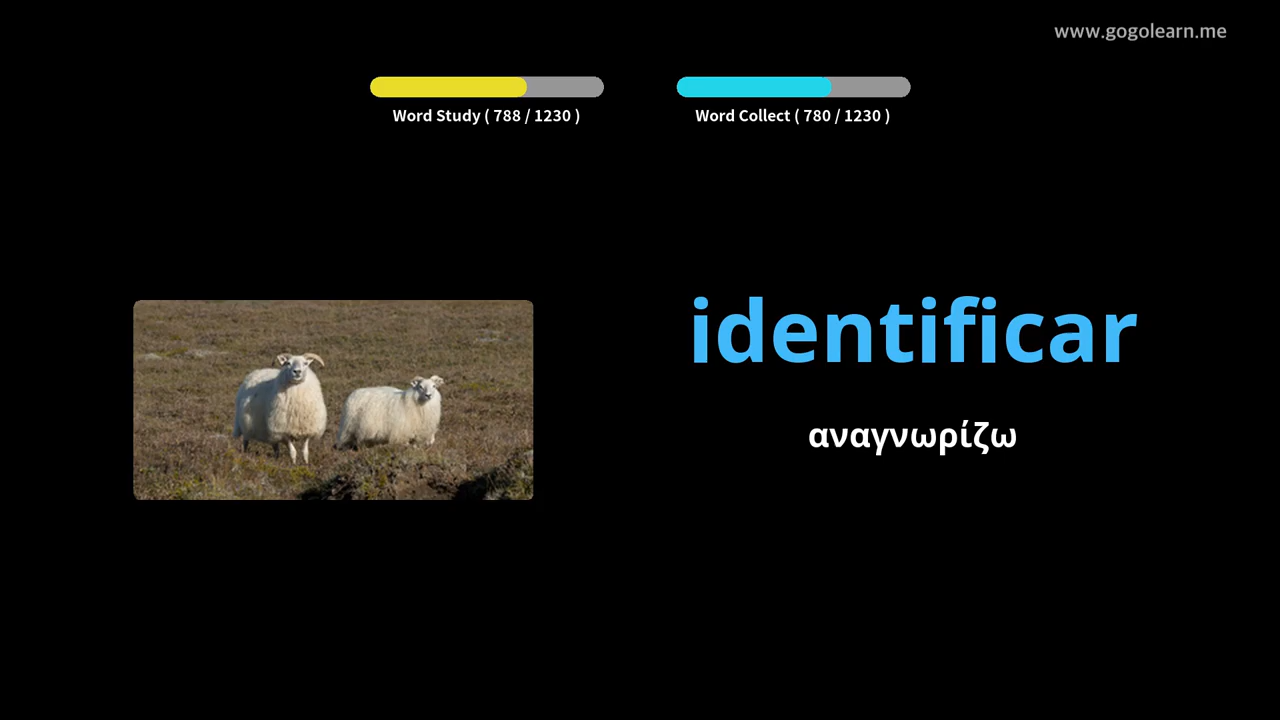 www.gogolearn.me
Word Study ( 788 / 1230 )
Word Collect ( 780 / 1230 )
identificar
αναγνωρίζω